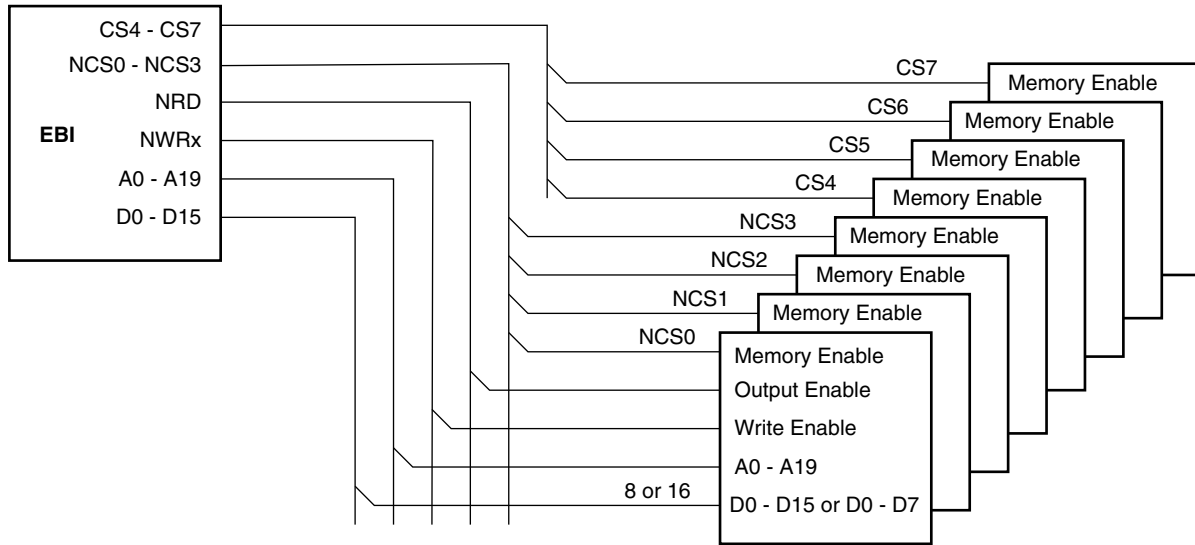 CS4 - CS7
NCS0 - NCS3
NRD
EBI
NWRx
A0 - A19
D0 - D15
CS7
Memory Enable
CS6
Memory Enable
CS5
Memory Enable
CS4
Memory Enable
NCS3
Memory Enable
NCS2
Memory Enable
NCS1
Memory Enable
NCS0
Memory Enable
Output Enable
Write Enable
A0 - A19
8 or 16
D0 - D15 or D0 - D7